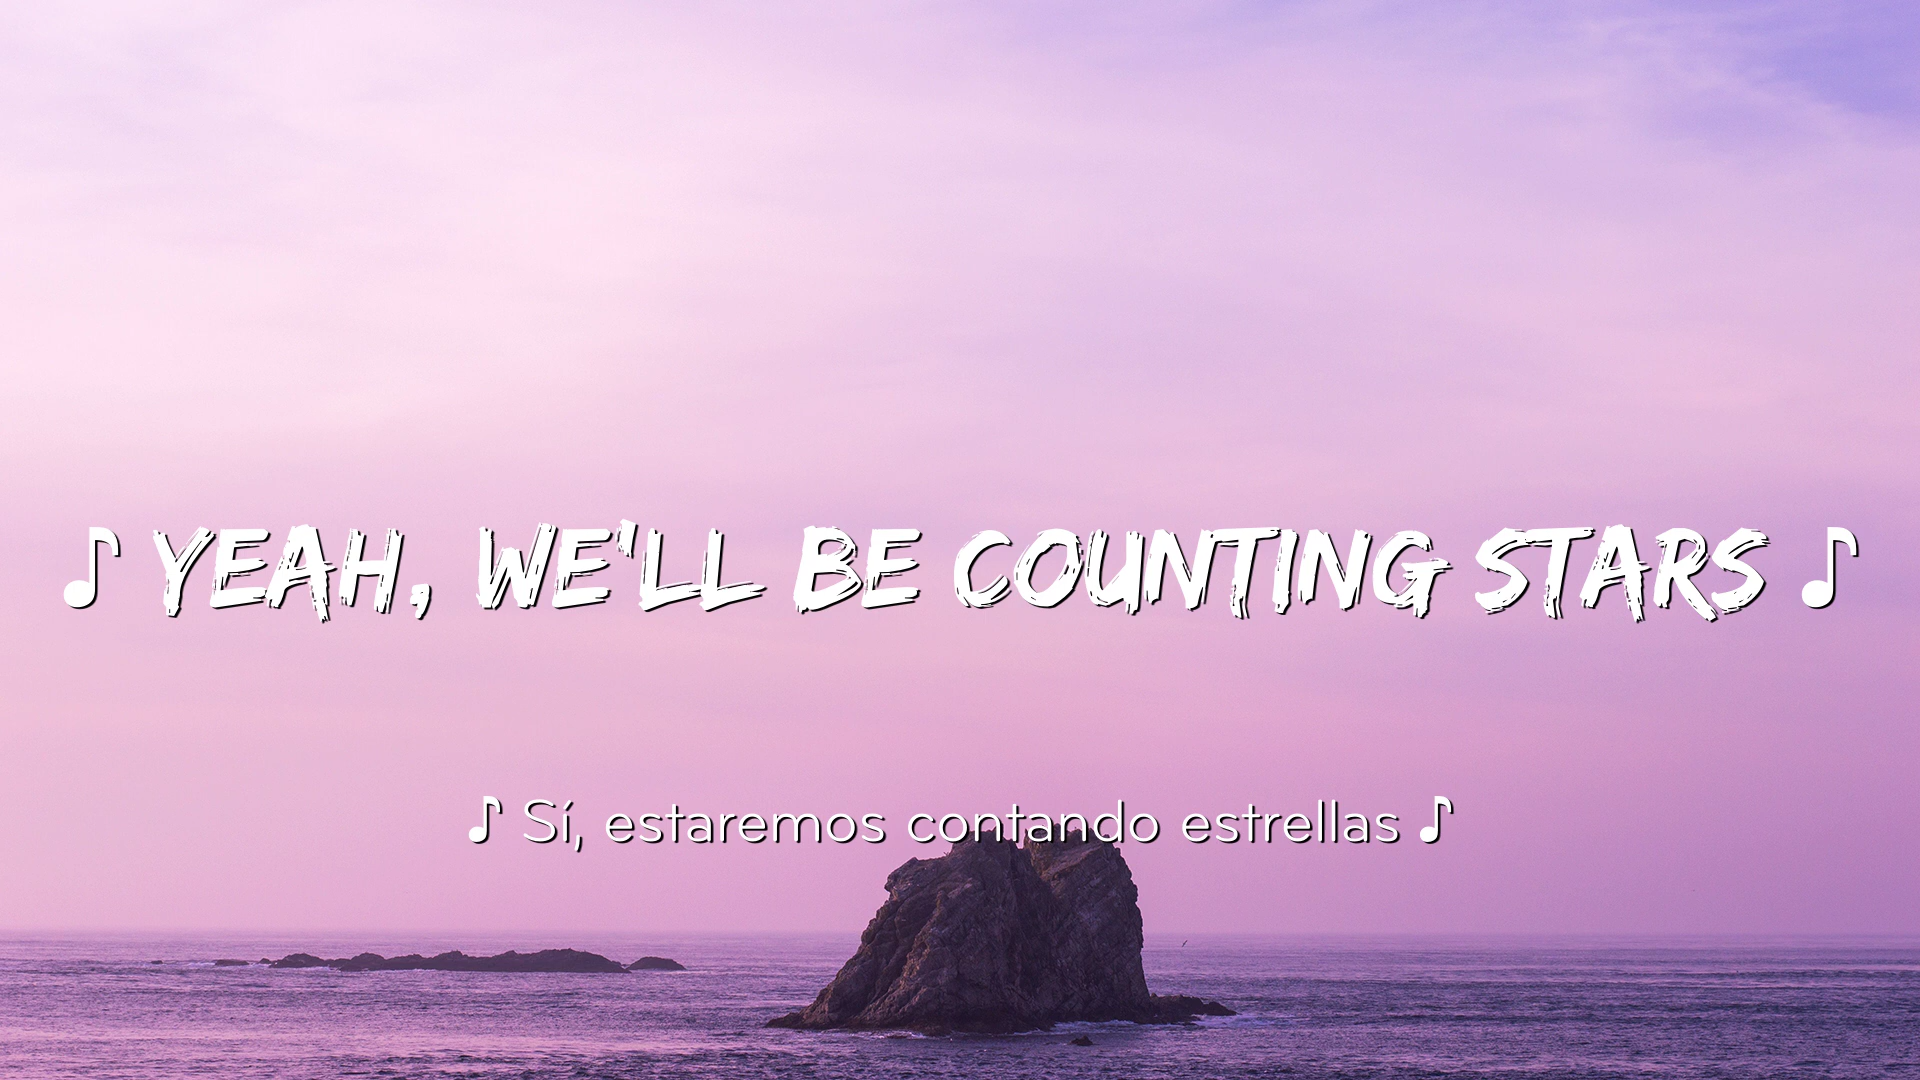 ♪ YEAH, WE'LL BE COUNTING STARS ♪
♪ Sí, estaremos contando estrellas ♪